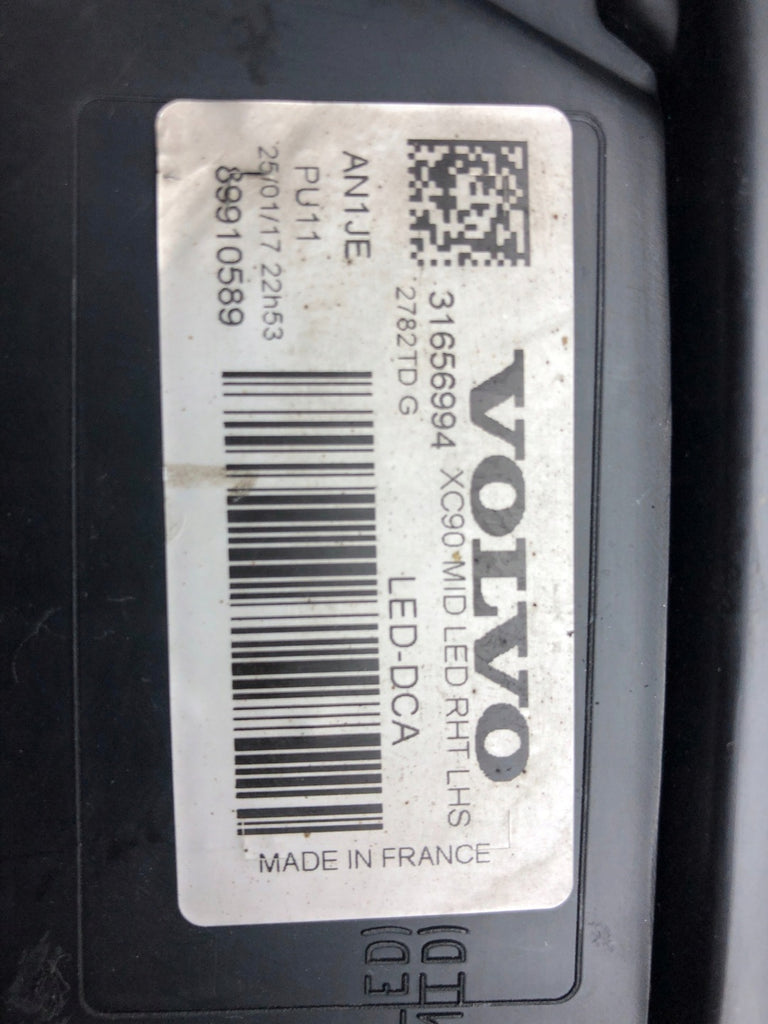 VOLVO
31656994 XC90 MID LED RHT LHS
2782TD G
LED-DCA
AN1JE
PU11
25/01/17 22h53
89910589
MADE IN FRANCE